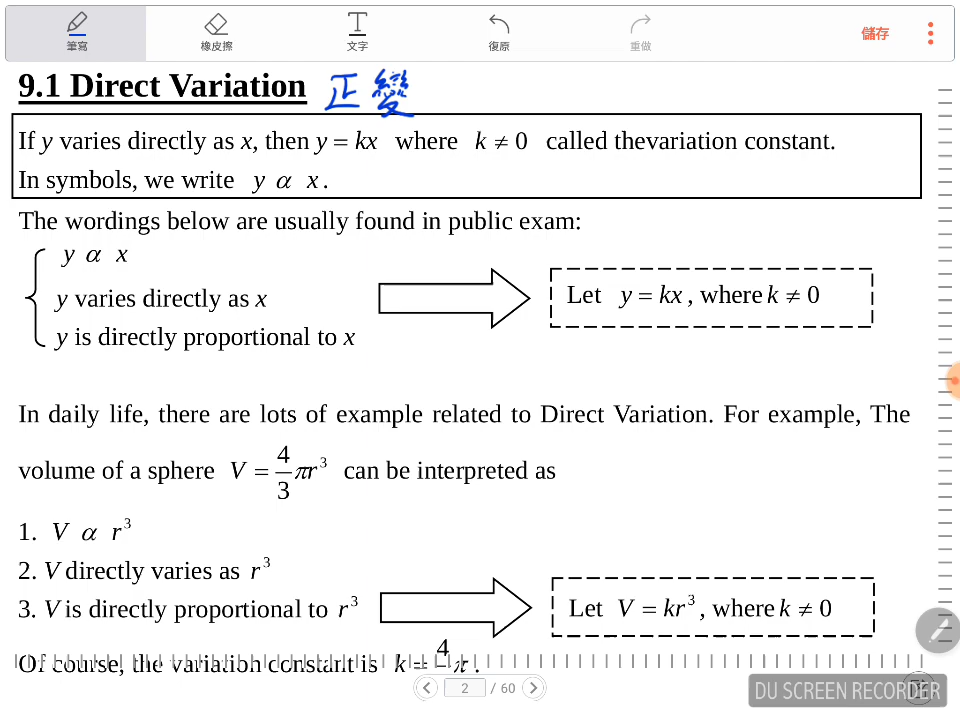 筆寫 橡皮擦 文字 復原 重做 儲存
9.1 Direct Variation 正變
If y varies directly as x, then y = kx where k ≠ 0 called thevariation constant.
In symbols, we write y α x .
The wordings below are usually found in public exam:
y α x
y varies directly as x
y is directly proportional to x
Let y = kx , where k ≠ 0
In daily life, there are lots of example related to Direct Variation. For example, The
volume of a sphere V = 4/3 πr³ can be interpreted as
1. V α r³
2. V directly varies as r³
3. V is directly proportional to r³
Let V = kr³ , where k ≠ 0
Of course, the variation constant is k = 4 π .
2 / 60
DU SCREEN RECORDER